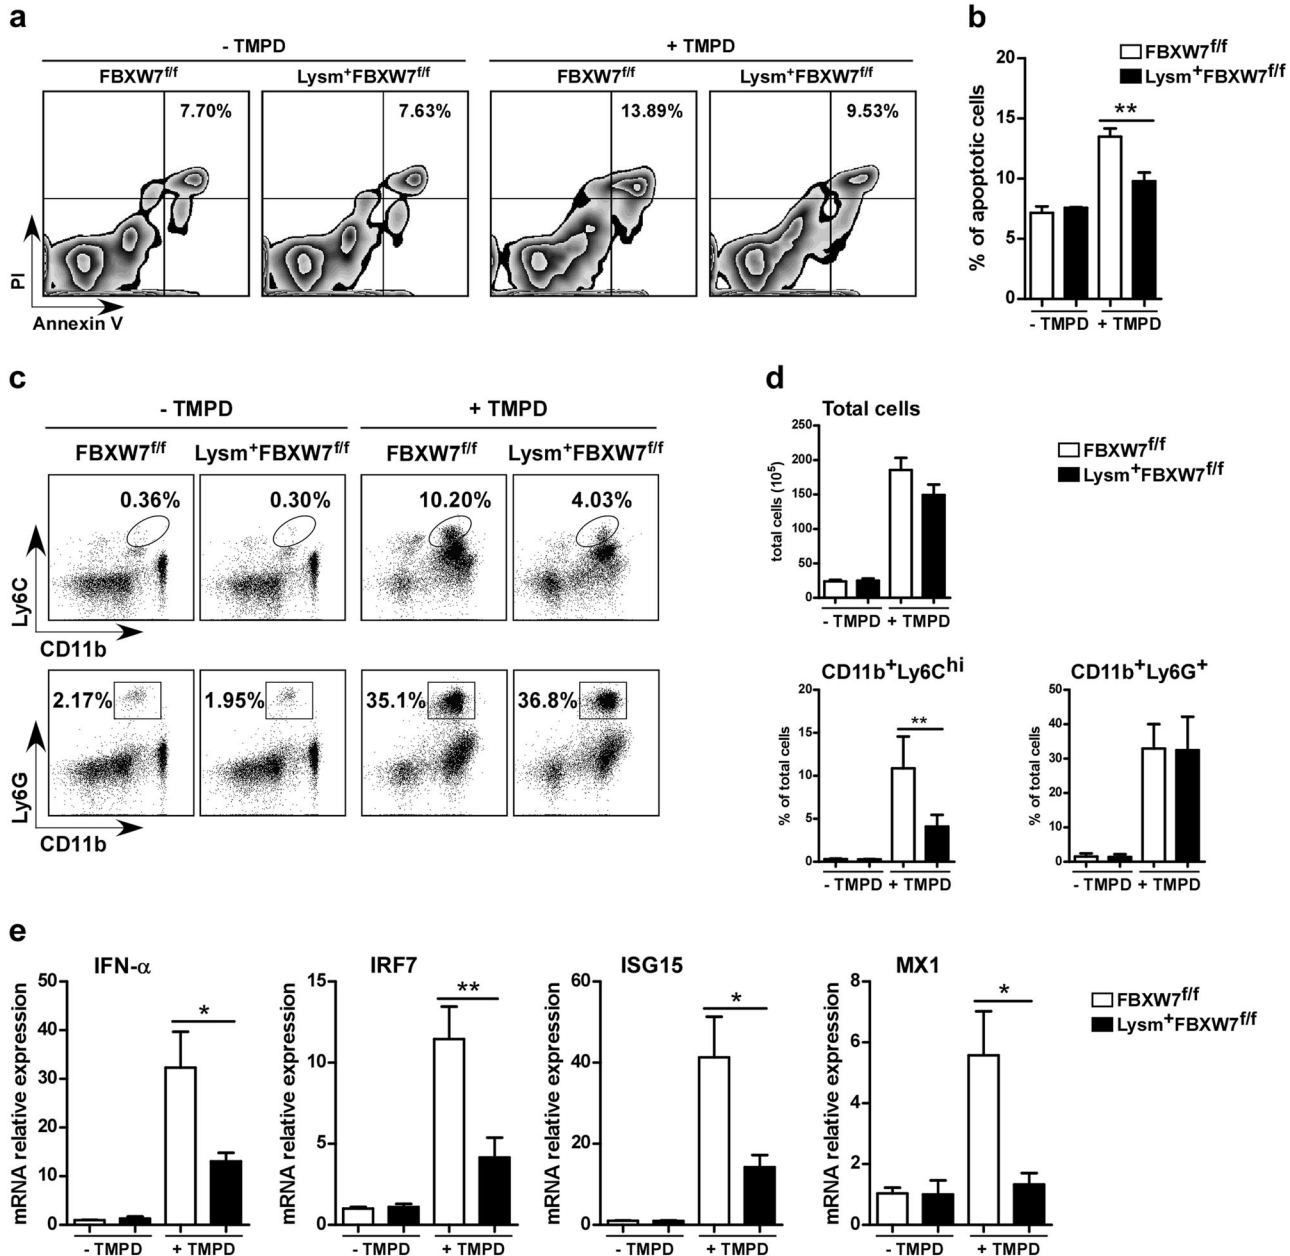 a
- TMPD
+ TMPD
FBXW7f/f
Lysm+FBXW7f/f
FBXW7f/f
Lysm+FBXW7f/f
7.70%
7.63%
13.89%
9.53%
PI
Annexin V
b
FBXW7f/f
Lysm+FBXW7f/f
% of apoptotic cells
20
15
10
5
0
**
- TMPD
+ TMPD
c
- TMPD
+ TMPD
FBXW7f/f
Lysm+FBXW7f/f
FBXW7f/f
Lysm+FBXW7f/f
0.36%
0.30%
10.20%
4.03%
Ly6C
CD11b
2.17%
1.95%
35.1%
36.8%
Ly6G
CD11b
d
Total cells
total cells (10⁵)
250
200
150
100
50
0
- TMPD
+ TMPD
FBXW7f/f
Lysm+FBXW7f/f
CD11b+Ly6Chi
% of total cells
20
15
10
5
0
**
- TMPD
+ TMPD
CD11b+Ly6G+
% of total cells
50
40
30
20
10
0
- TMPD
+ TMPD
e
IFN-α
mRNA relative expression
50
40
30
20
10
0
*
- TMPD
+ TMPD
IRF7
mRNA relative expression
15
10
5
0
**
- TMPD
+ TMPD
ISG15
mRNA relative expression
60
40
20
0
*
- TMPD
+ TMPD
MX1
mRNA relative expression
8
6
4
2
0
*
- TMPD
+ TMPD
FBXW7f/f
Lysm+FBXW7f/f